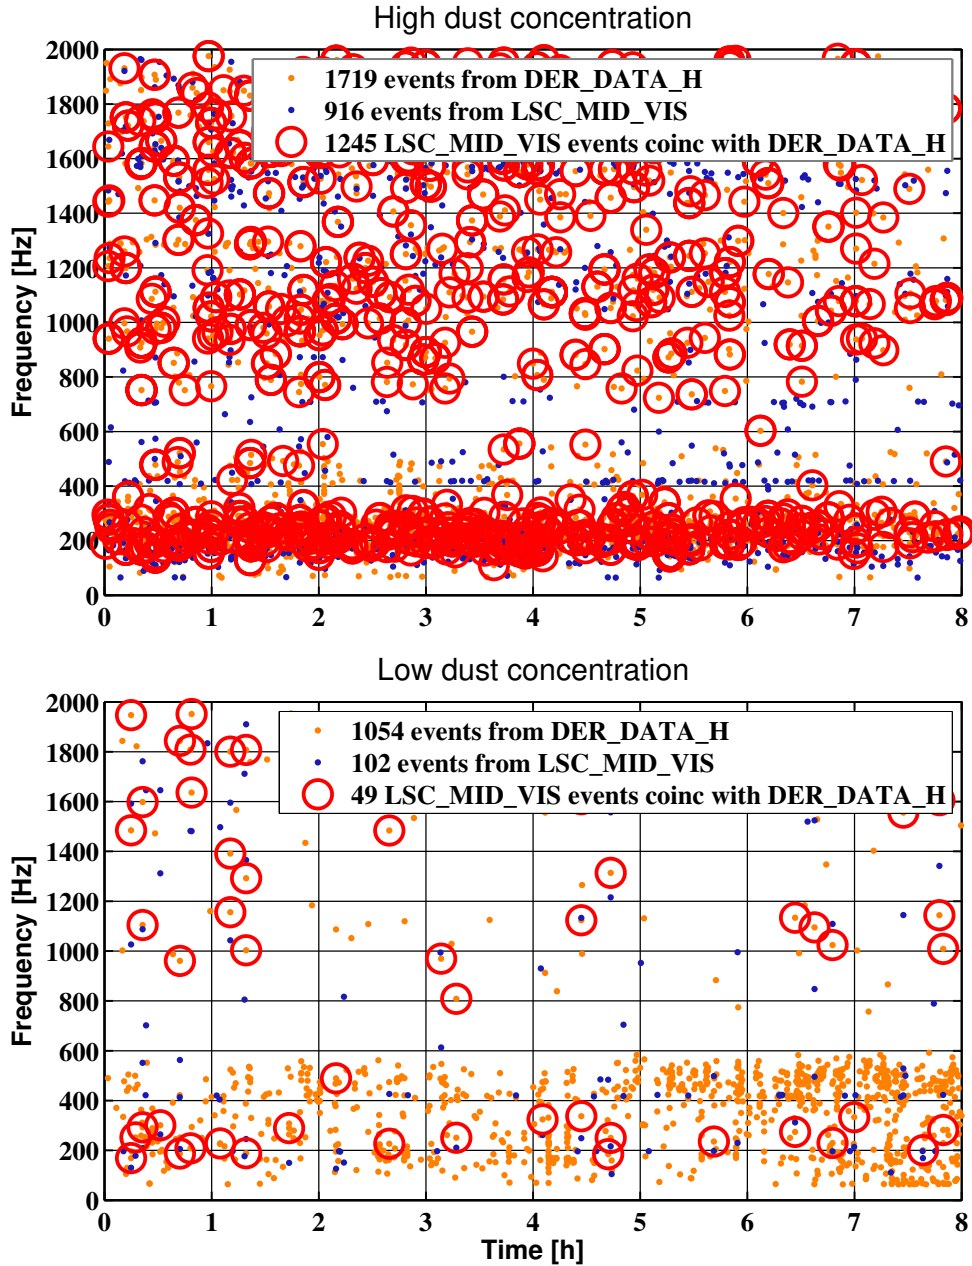 High dust concentration
2000
1800
1600
1400
1200
1000
800
600
400
200
0
Frequency [Hz]
1719 events from DER_DATA_H
916 events from LSC_MID_VIS
1245 LSC_MID_VIS events coinc with DER_DATA_H
0 1 2 3 4 5 6 7 8
Low dust concentration
2000
1800
1600
1400
1200
1000
800
600
400
200
0
Frequency [Hz]
1054 events from DER_DATA_H
102 events from LSC_MID_VIS
49 LSC_MID_VIS events coinc with DER_DATA_H
0 1 2 3 4 5 6 7 8
Time [h]